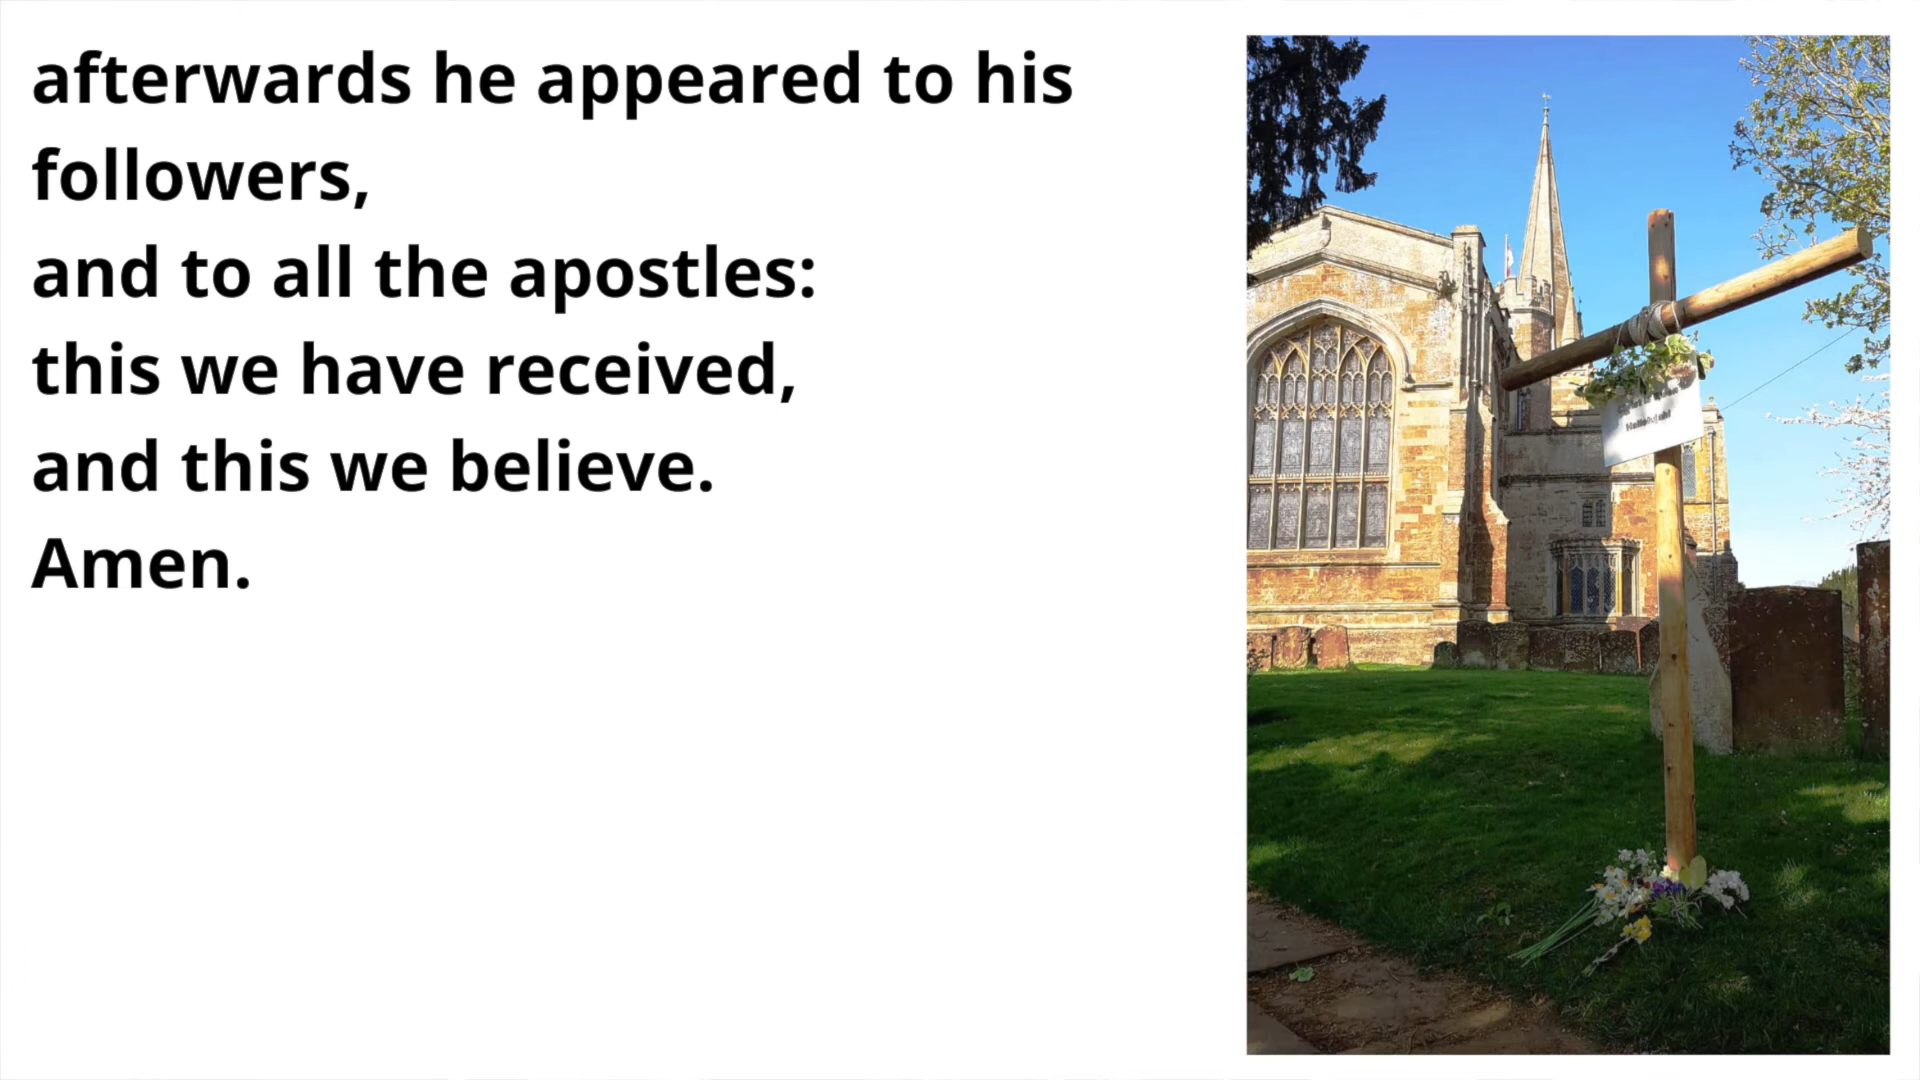 afterwards he appeared to his
followers,
and to all the apostles:
this we have received,
and this we believe.
Amen.